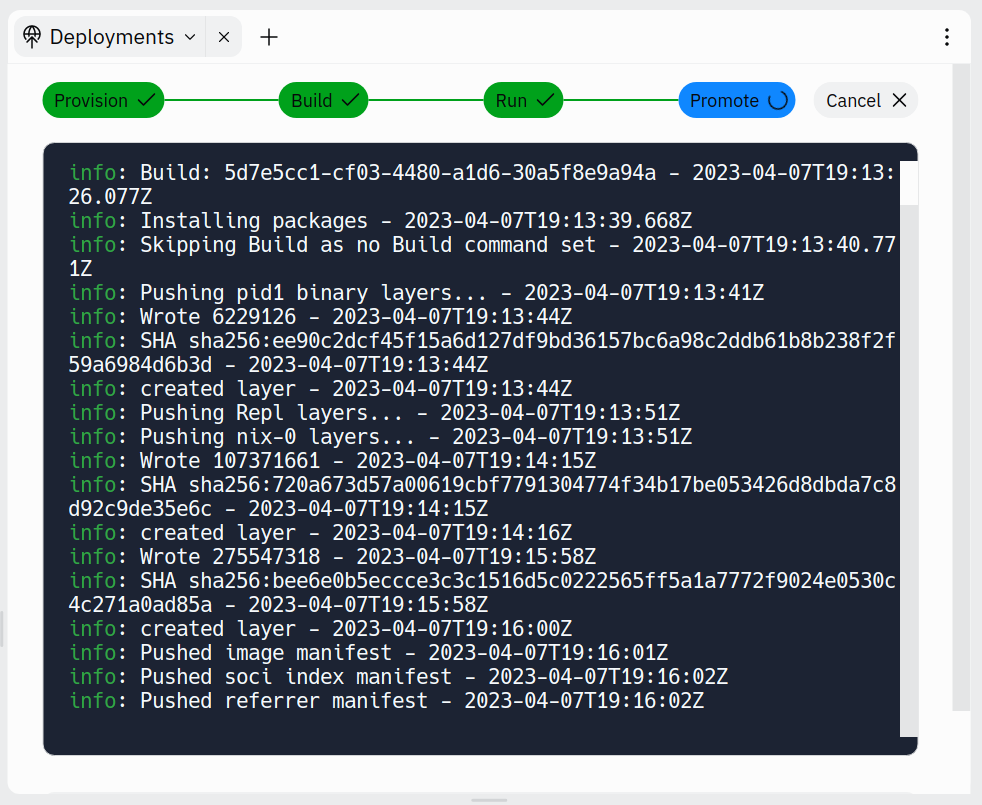 Deployments
Provision
Build
Run
Promote
Cancel
info: Build: 5d7e5cc1-cf03-4480-a1d6-30a5f8e9a94a - 2023-04-07T19:13:
26.077Z
info: Installing packages - 2023-04-07T19:13:39.668Z
info: Skipping Build as no Build command set - 2023-04-07T19:13:40.77
1Z
info: Pushing pid1 binary layers... - 2023-04-07T19:13:41Z
info: Wrote 6229126 - 2023-04-07T19:13:44Z
info: SHA sha256:ee90c2dcf45f15a6d127df9bd36157bc6a98c2ddb61b8b238f2f
59a6984d6b3d - 2023-04-07T19:13:44Z
info: created layer - 2023-04-07T19:13:44Z
info: Pushing Repl layers... - 2023-04-07T19:13:51Z
info: Pushing nix-0 layers... - 2023-04-07T19:13:51Z
info: Wrote 107371661 - 2023-04-07T19:14:15Z
info: SHA sha256:720a673d57a00619cbf7791304774f34b17be053426d8dbda7c8
d92c9de35e6c - 2023-04-07T19:14:15Z
info: created layer - 2023-04-07T19:14:16Z
info: Wrote 275547318 - 2023-04-07T19:15:58Z
info: SHA sha256:bee6e0b5eccce3c3c1516d5c0222565ff5a1a7772f9024e0530c
4c271a0ad85a - 2023-04-07T19:15:58Z
info: created layer - 2023-04-07T19:16:00Z
info: Pushed image manifest - 2023-04-07T19:16:01Z
info: Pushed soci index manifest - 2023-04-07T19:16:02Z
info: Pushed referrer manifest - 2023-04-07T19:16:02Z